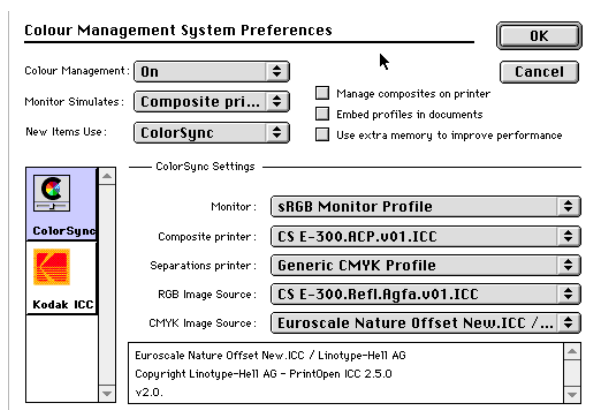 Colour Management System Preferences
OK
Colour Management: On
Cancel
Monitor Simulates: Composite pri...
Manage composites on printer
Embed profiles in documents
New Items Use: ColorSync
Use extra memory to improve performance
ColorSync Settings
ColorSync
Kodak ICC
Monitor: sRGB Monitor Profile
Composite printer: CS E-300.ACP.v01.ICC
Separations printer: Generic CMYK Profile
RGB Image Source: CS E-300.Refl.Agfa.v01.ICC
CMYK Image Source: Euroscale Nature Offset New.ICC /...
Euroscale Nature Offset New.ICC / Linotype-Hell AG
Copyright Linotype-Hell AG - PrintOpen ICC 2.5.0
v2.0.